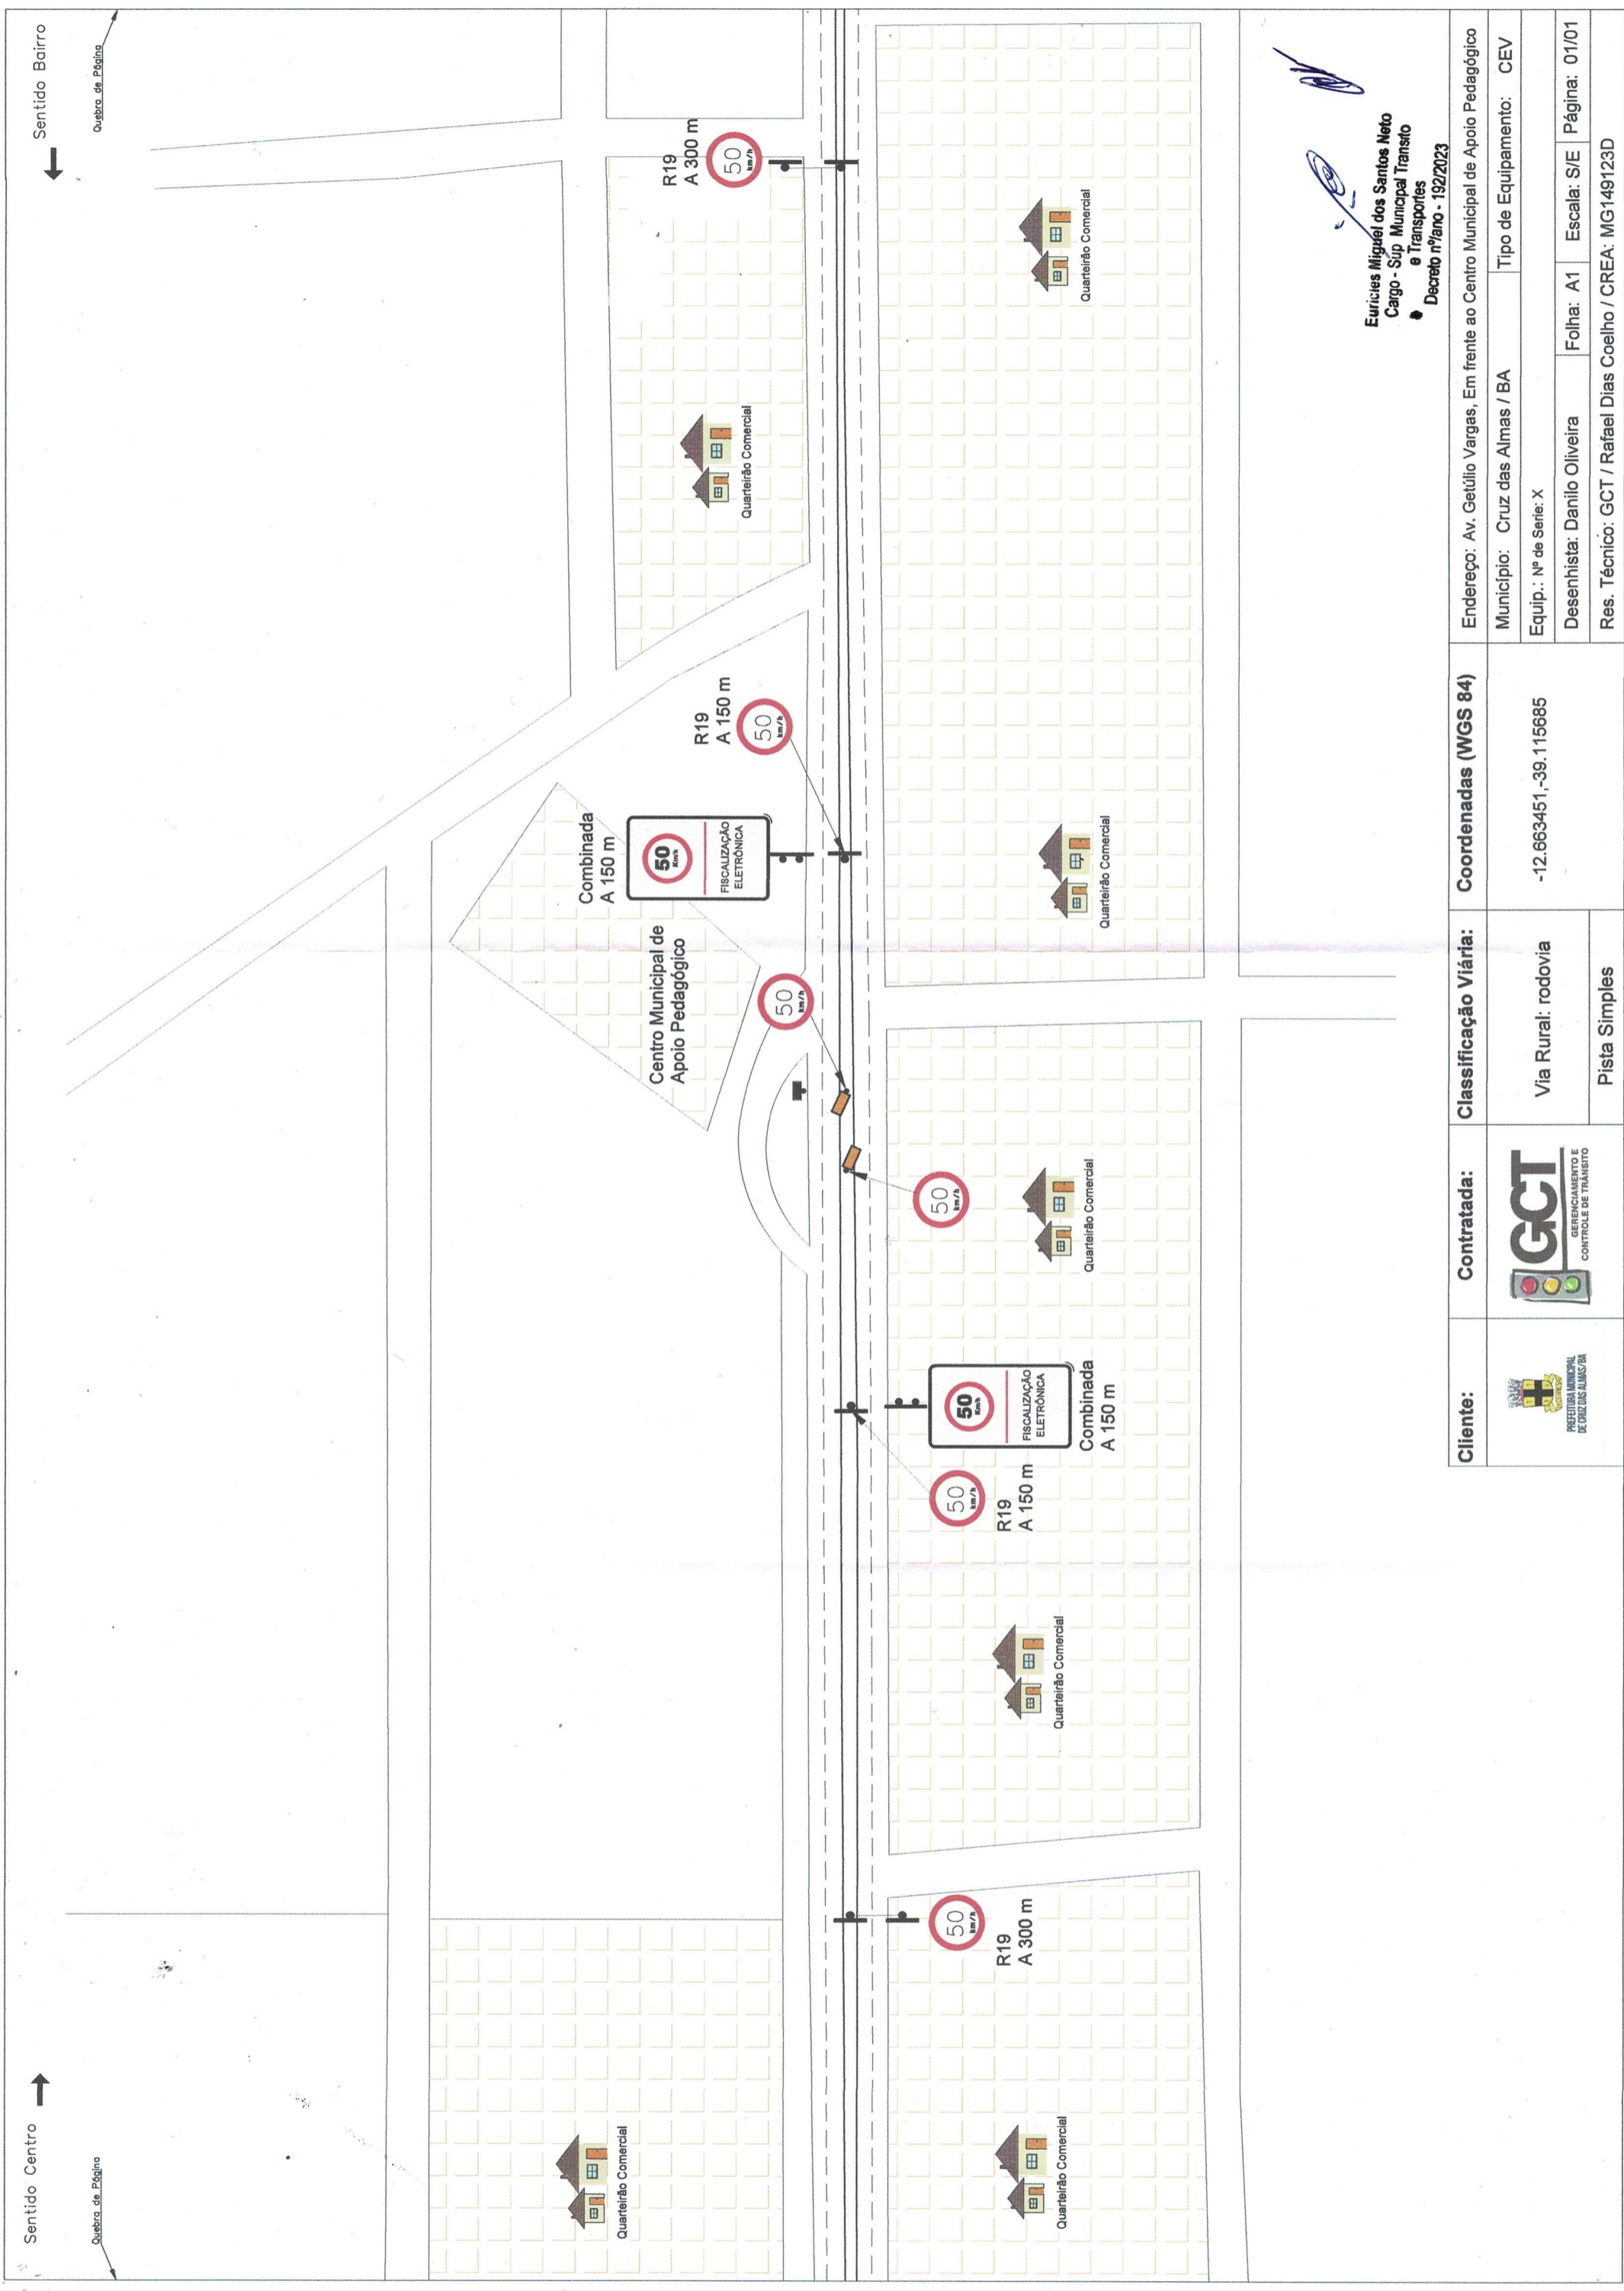 Sentido Centro
Quebra de Página
Sentido Bairro
Quebra de Página
Quarteirão Comercial
Centro Municipal de
Apoio Pedagógico
Combinada
A 150 m
50
Km/h
FISCALIZAÇÃO
ELETRÔNICA
R19
A 150 m
50
km/h
Quarteirão Comercial
R19
A 300 m
50
km/h
50
km/h
50
km/h
Quarteirão Comercial
R19
A 300 m
50
km/h
Quarteirão Comercial
R19
A 150 m
50
km/h
50
Km/h
FISCALIZAÇÃO
ELETRÔNICA
Combinada
A 150 m
Quarteirão Comercial
Quarteirão Comercial
Quarteirão Comercial
Euricles Miguel dos Santos Neto
Cargo - Sup Municipal Transito
e Transportes
Decreto nº/ano - 192/2023
Cliente:
PREFEITURA MUNICIPAL
DE CRUZ DAS ALMAS/BA
Contratada:
GCT
GERENCIAMENTO E
CONTROLE DE TRÂNSITO
Classificação Viária:
Via Rural: rodovia
Pista Simples
Coordenadas (WGS 84)
-12.663451,-39.115685
Endereço: Av. Getúlio Vargas, Em frente ao Centro Municipal de Apoio Pedagógico
Município: Cruz das Almas / BA
Tipo de Equipamento: CEV
Equip.: Nº de Serie: X
Desenhista: Danilo Oliveira
Folha: A1
Escala: S/E
Página: 01/01
Res. Técnico: GCT / Rafael Dias Coelho / CREA: MG149123D